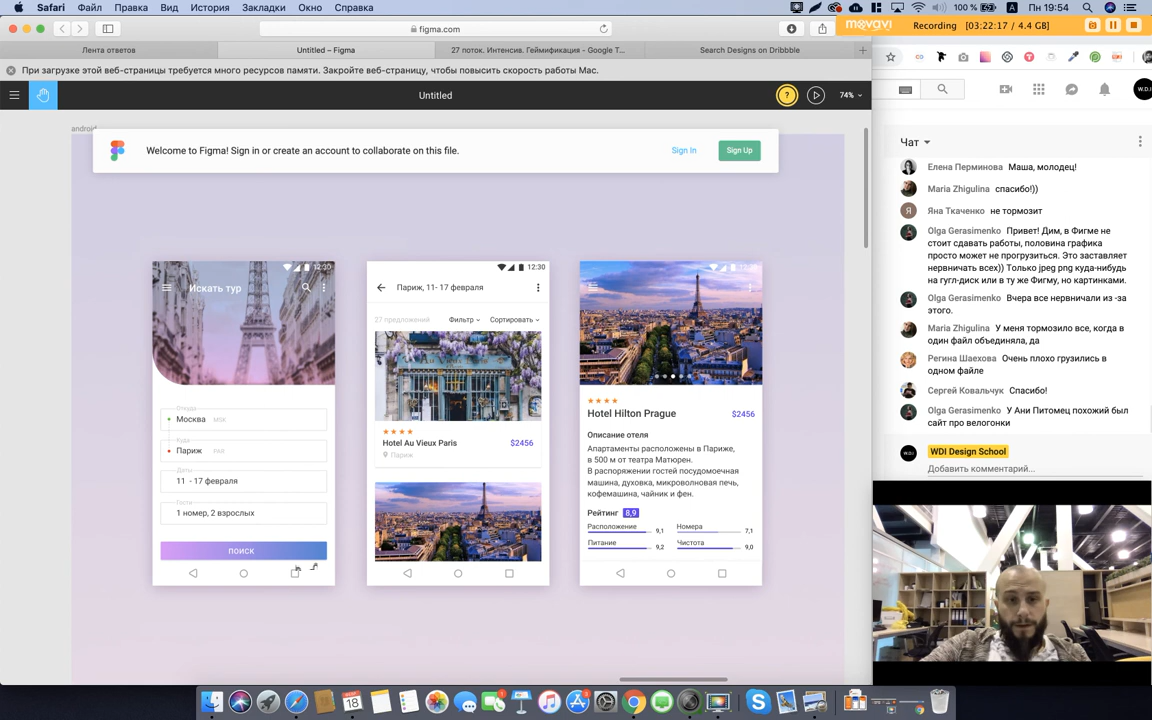 Safari Файл Правка Вид История Закладки Окно Справка
100 % Пн 19:54
movavi Recording [03:22:17 / 4.4 GB]
figma.com
Лента ответов
Untitled – Figma
27 поток. Интенсив. Геймификация - Google T...
Search Designs on Dribbble
При загрузке этой веб-страницы требуется много ресурсов памяти. Закройте веб-страницу, чтобы повысить скорость работы Mac.
Untitled
?
74%
android
Welcome to Figma! Sign in or create an account to collaborate on this file.
Sign In
Sign Up
12:30
Искать тур
Откуда
Москва
Куда
Париж
Даты
11 - 17 февраля
Гости
1 номер, 2 взрослых
ПОИСК
12:30
Париж, 11- 17 февраля
27 предложений Фильтр Сортировать
Hotel Au Vieux Paris $2456
Париж
12:30
Hotel Hilton Prague $2456
Описание отеля
Апартаменты расположены в Париже,
в 500 м от театра Матюрен.
В распоряжении гостей посудомоечная
машина, духовка, микроволновая печь,
кофемашина, чайник и фен.
Рейтинг 8,9
Расположение 9,1 Номера 7,1
Питание 9,2 Чистота 9,0
W.D.I
Чат
Елена Перминова Маша, молодец!
Maria Zhigulina спасибо!))
Я
Яна Ткаченко не тормозит
Olga Gerasimenko Привет! Дим, в Фигме не
стоит сдавать работы, половина графика
просто может не прогрузиться. Это заставляет
нервничать всех)) Только jpeg png куда-нибудь
на гугл-диск или в ту же Фигму, но картинками.
Olga Gerasimenko Вчера все нервничали из -за
этого.
Maria Zhigulina У меня тормозило все, когда в
один файл объединяла, да
Регина Шаехова Очень плохо грузились в
одном файле
Сергей Ковальчук Спасибо!
Olga Gerasimenko У Ани Питомец похожий был
сайт про велогонки
W.D.I
WDI Design School
Добавить комментарий...
18